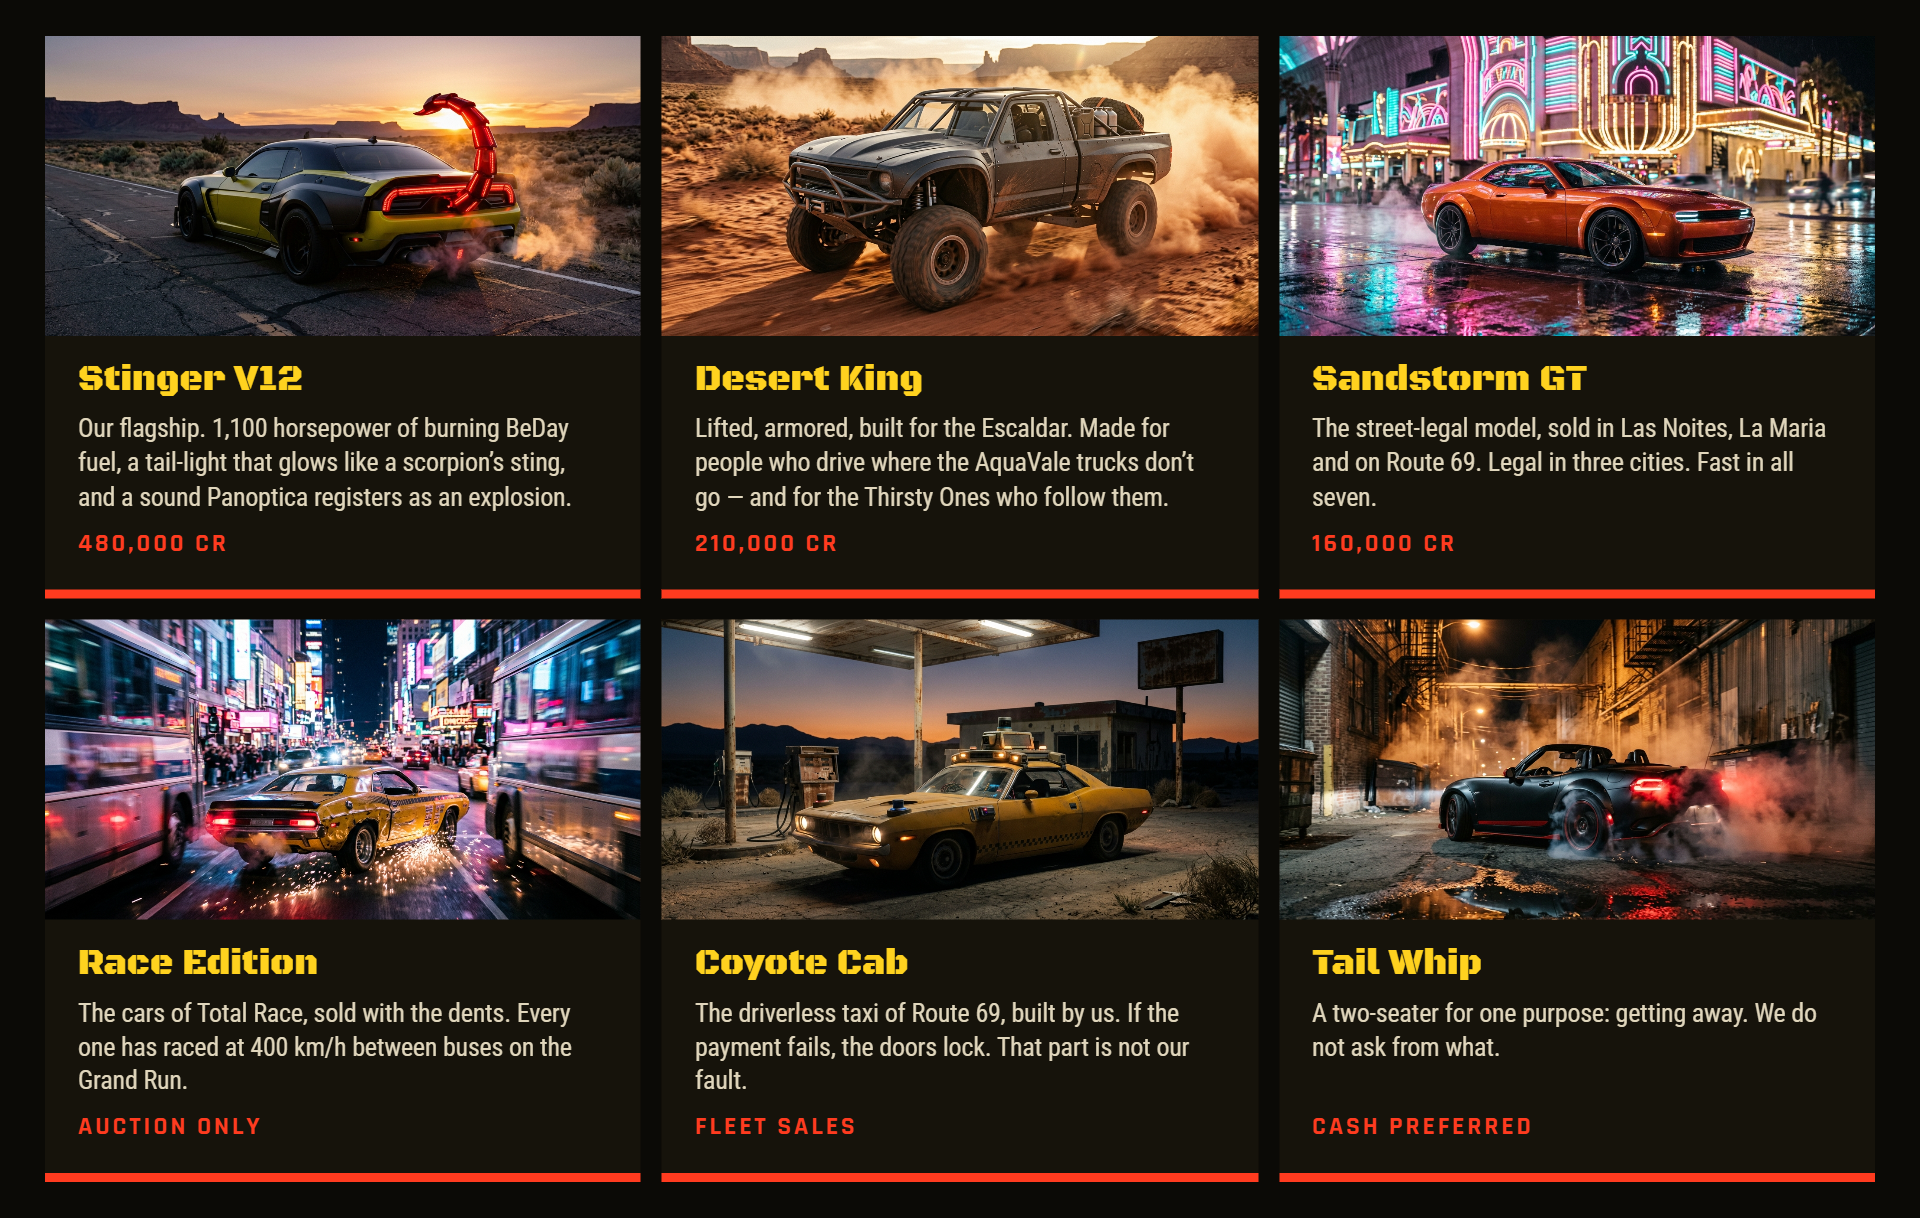 Stinger V12
Our flagship. 1,100 horsepower of burning BeDay
fuel, a tail-light that glows like a scorpion’s sting,
and a sound Panoptica registers as an explosion.
480,000 CR
Desert King
Lifted, armored, built for the Escaldar. Made for
people who drive where the AquaVale trucks don’t
go — and for the Thirsty Ones who follow them.
210,000 CR
Sandstorm GT
The street-legal model, sold in Las Noites, La Maria
and on Route 69. Legal in three cities. Fast in all
seven.
160,000 CR
Race Edition
The cars of Total Race, sold with the dents. Every
one has raced at 400 km/h between buses on the
Grand Run.
AUCTION ONLY
Coyote Cab
The driverless taxi of Route 69, built by us. If the
payment fails, the doors lock. That part is not our
fault.
FLEET SALES
Tail Whip
A two-seater for one purpose: getting away. We do
not ask from what.
CASH PREFERRED